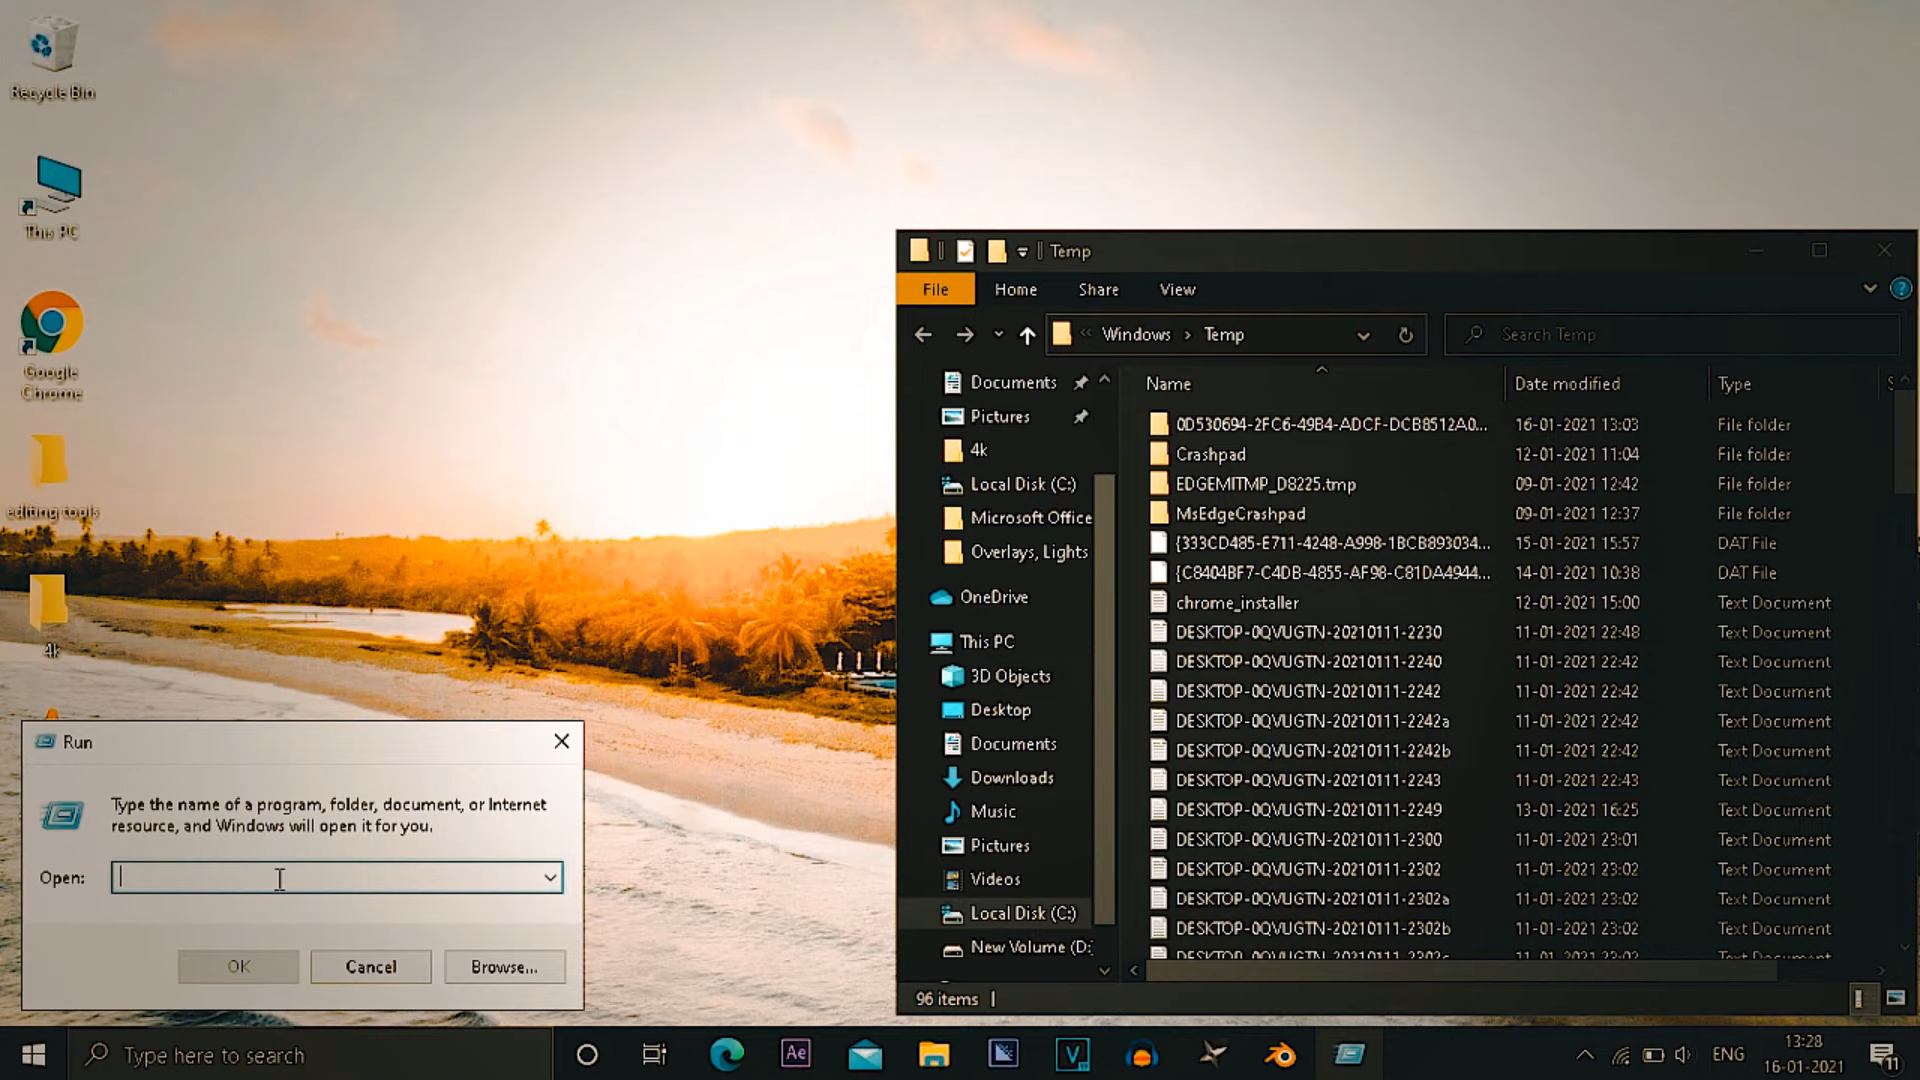 Recycle Bin
This PC
Google
Chrome
editing tools
4k
Temp
File
Home
Share
View
Windows
Temp
Search Temp
Documents
Pictures
4k
Local Disk (C:)
Microsoft Office
Overlays, Lights
OneDrive
This PC
3D Objects
Desktop
Documents
Downloads
Music
Pictures
Videos
Local Disk (C:)
New Volume (D:
Name Date modified Type S
0D530694-2FC6-49B4-ADCF-DCB8512A0... 16-01-2021 13:03 File folder
Crashpad 12-01-2021 11:04 File folder
EDGEMITMP_D8225.tmp 09-01-2021 12:42 File folder
MsEdgeCrashpad 09-01-2021 12:37 File folder
{333CD485-E711-4248-A998-1BCB893034... 15-01-2021 15:57 DAT File
{C8404BF7-C4DB-4855-AF98-C81DA4944... 14-01-2021 10:38 DAT File
chrome_installer 12-01-2021 15:00 Text Document
DESKTOP-0QVUGTN-20210111-2230 11-01-2021 22:48 Text Document
DESKTOP-0QVUGTN-20210111-2240 11-01-2021 22:42 Text Document
DESKTOP-0QVUGTN-20210111-2242 11-01-2021 22:42 Text Document
DESKTOP-0QVUGTN-20210111-2242a 11-01-2021 22:42 Text Document
DESKTOP-0QVUGTN-20210111-2242b 11-01-2021 22:42 Text Document
DESKTOP-0QVUGTN-20210111-2243 11-01-2021 22:43 Text Document
DESKTOP-0QVUGTN-20210111-2249 13-01-2021 16:25 Text Document
DESKTOP-0QVUGTN-20210111-2300 11-01-2021 23:01 Text Document
DESKTOP-0QVUGTN-20210111-2302 11-01-2021 23:02 Text Document
DESKTOP-0QVUGTN-20210111-2302a 11-01-2021 23:02 Text Document
DESKTOP-0QVUGTN-20210111-2302b 11-01-2021 23:02 Text Document
96 items
Run
Type the name of a program, folder, document, or Internet
resource, and Windows will open it for you.
Open:
OK
Cancel
Browse...
Type here to search
Ae
V
ENG
13:28
16-01-2021
11